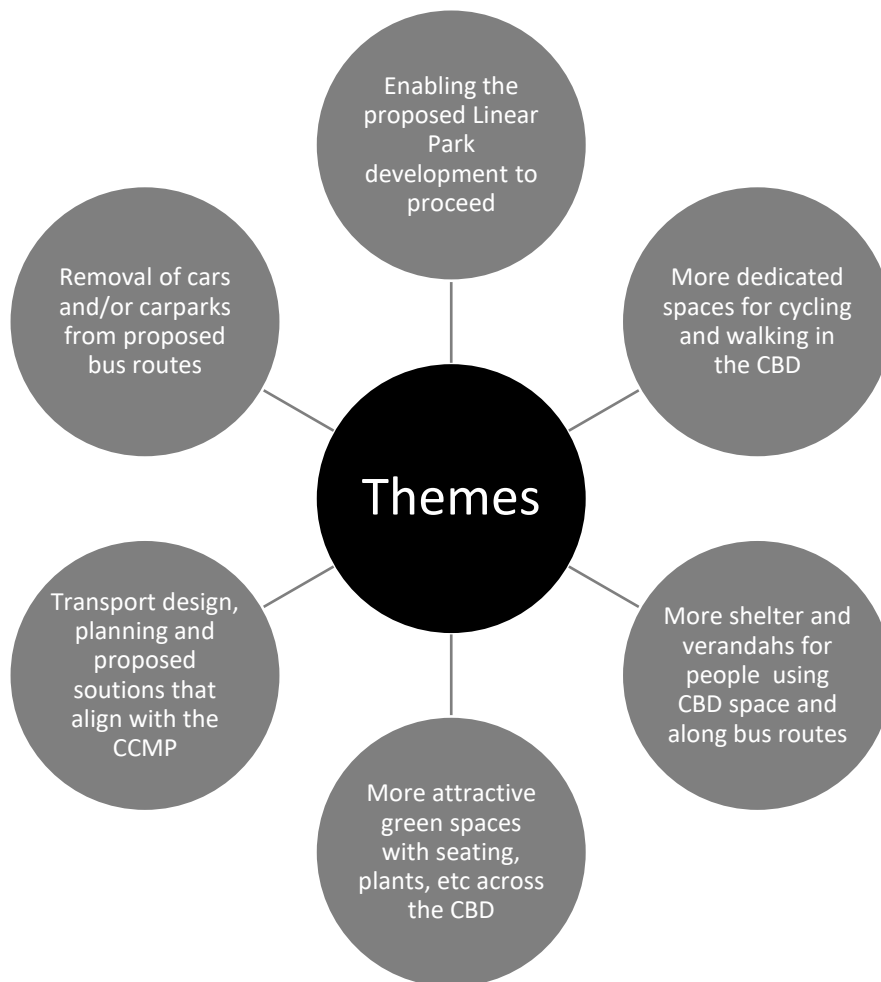 Enabling the
proposed Linear
Park
development to
proceed
Removal of cars
and/or carparks
from proposed
bus routes
More dedicated
spaces for cycling
and walking in
the CBD
Themes
Transport design,
planning and
proposed
soutions that
align with the
CCMP
More shelter and
verandahs for
people  using
CBD space and
along bus routes
More attractive
green spaces
with seating,
plants, etc across
the CBD